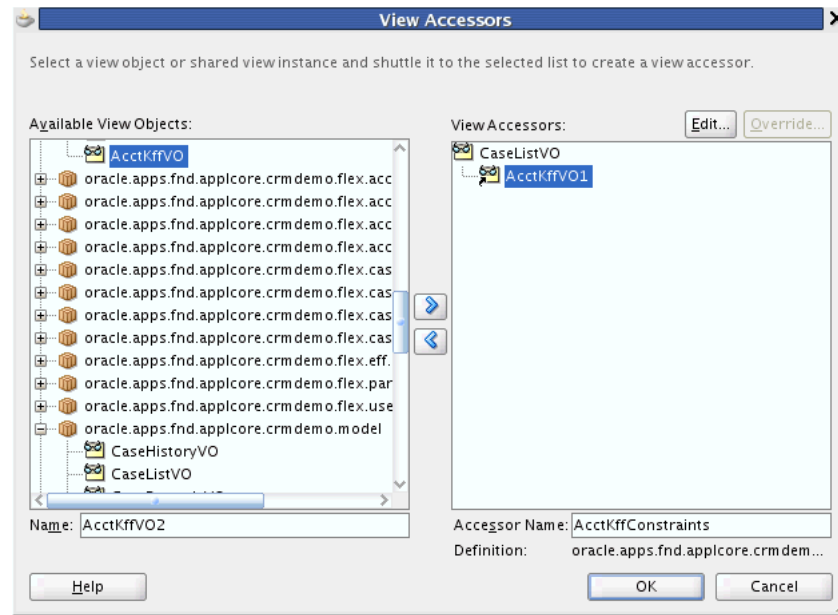 View Accessors
Select a view object or shared view instance and shuttle it to the selected list to create a view accessor.
Available View Objects:
AcctKffVO
oracle.apps.fnd.applcore.crmdemo.flex.acc
oracle.apps.fnd.applcore.crmdemo.flex.acc
oracle.apps.fnd.applcore.crmdemo.flex.acc
oracle.apps.fnd.applcore.crmdemo.flex.acc
oracle.apps.fnd.applcore.crmdemo.flex.cas
oracle.apps.fnd.applcore.crmdemo.flex.cas
oracle.apps.fnd.applcore.crmdemo.flex.cas
oracle.apps.fnd.applcore.crmdemo.flex.cas
oracle.apps.fnd.applcore.crmdemo.flex.eff.
oracle.apps.fnd.applcore.crmdemo.flex.par
oracle.apps.fnd.applcore.crmdemo.flex.use
oracle.apps.fnd.applcore.crmdemo.model
CaseHistoryVO
CaseListVO
Name: AcctKffVO2
View Accessors:
Edit...
Override...
CaseListVO
AcctKffVO1
Accessor Name: AcctKffConstraints
Definition: oracle.apps.fnd.applcore.crmdem...
Help
OK
Cancel